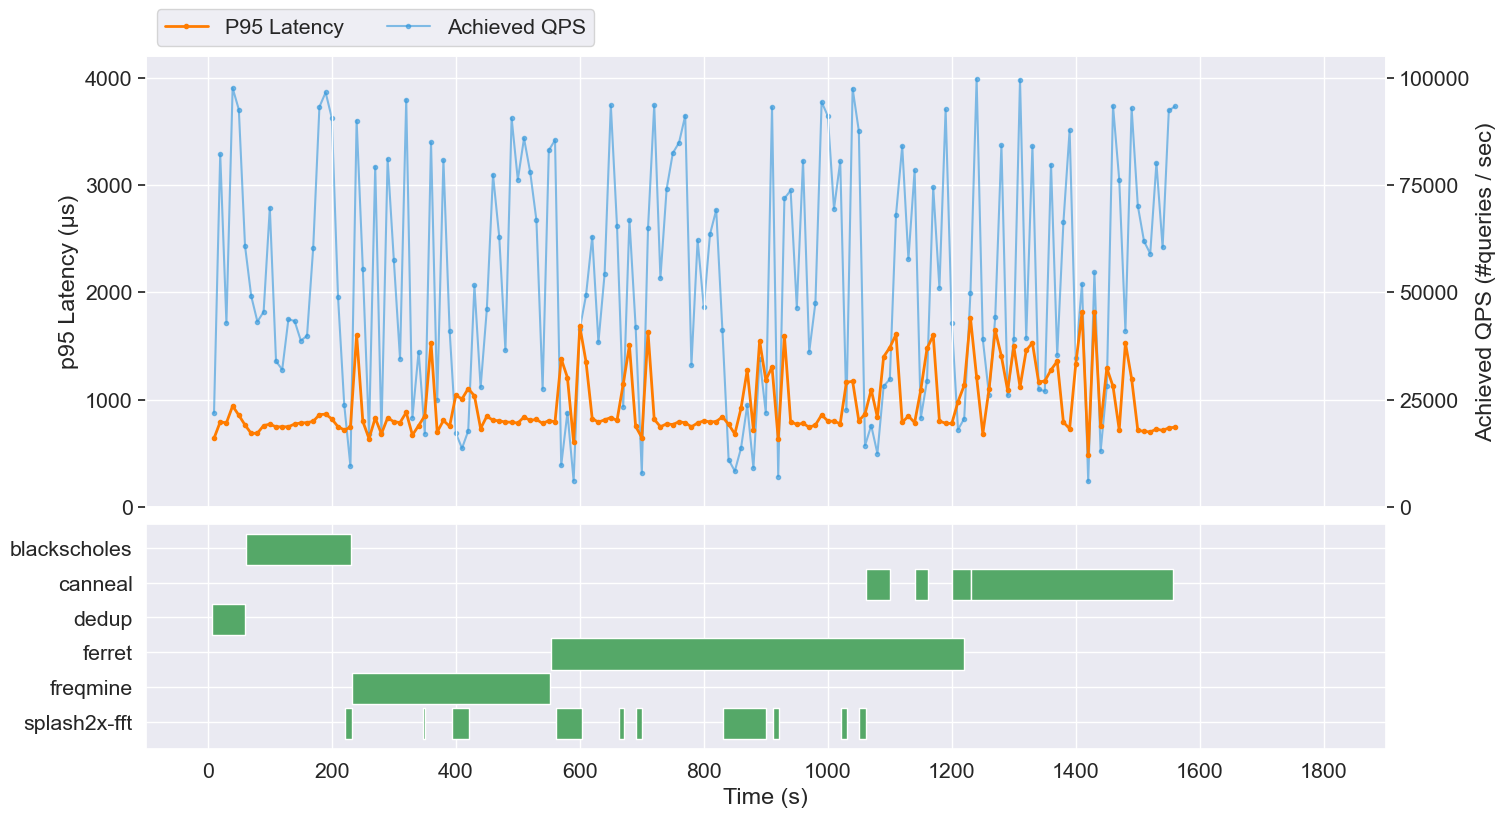 P95 Latency Achieved QPS
4000
3000
2000
1000
0
p95 Latency (µs)
100000
75000
50000
25000
0
Achieved QPS (#queries / sec)
blackscholes
canneal
dedup
ferret
freqmine
splash2x-fft
0 200 400 600 800 1000 1200 1400 1600 1800
Time (s)